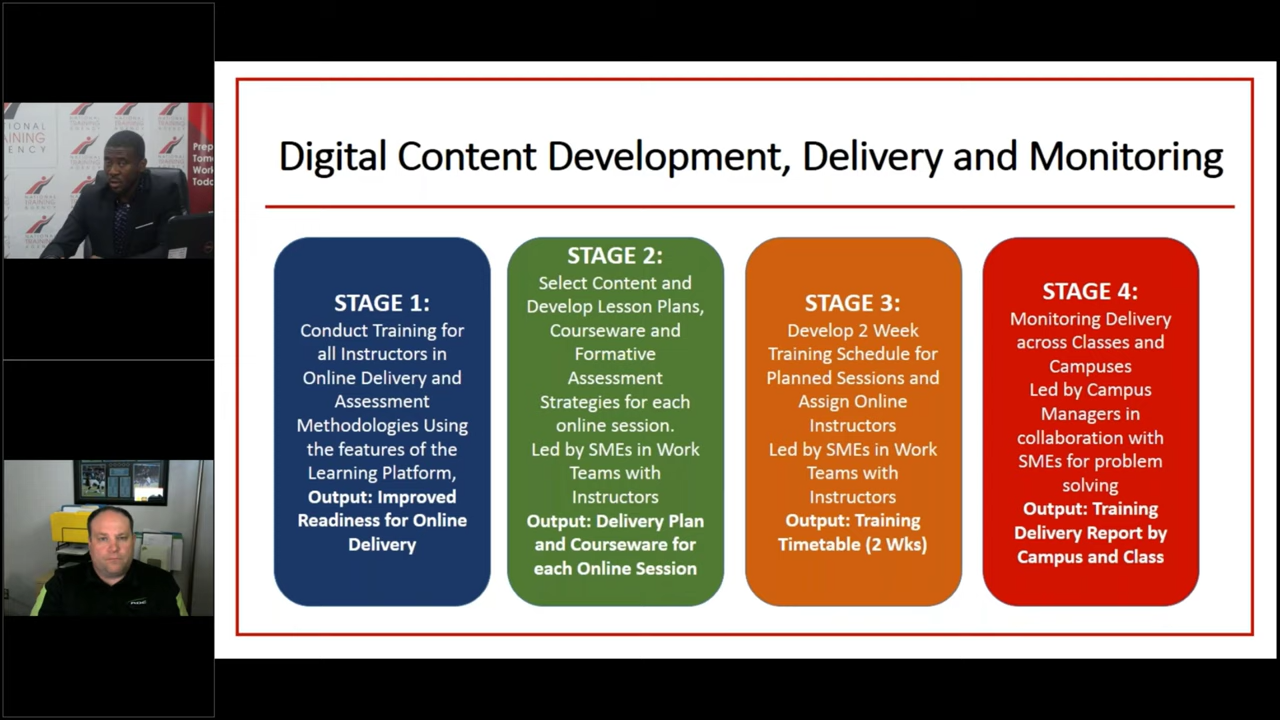 Digital Content Development, Delivery and Monitoring
STAGE 1:
Conduct Training for
all Instructors in
Online Delivery and
Assessment
Methodologies Using
the features of the
Learning Platform,
Output: Improved
Readiness for Online
Delivery
STAGE 2:
Select Content and
Develop Lesson Plans,
Courseware and
Formative
Assessment
Strategies for each
online session.
Led by SMEs in Work
Teams with
Instructors
Output: Delivery Plan
and Courseware for
each Online Session
STAGE 3:
Develop 2 Week
Training Schedule for
Planned Sessions and
Assign Online
Instructors
Led by SMEs in Work
Teams with
Instructors
Output: Training
Timetable (2 Wks)
STAGE 4:
Monitoring Delivery
across Classes and
Campuses
Led by Campus
Managers in
collaboration with
SMEs for problem
solving
Output: Training
Delivery Report by
Campus and Class
NATIONAL
TRAINING
AGENCY